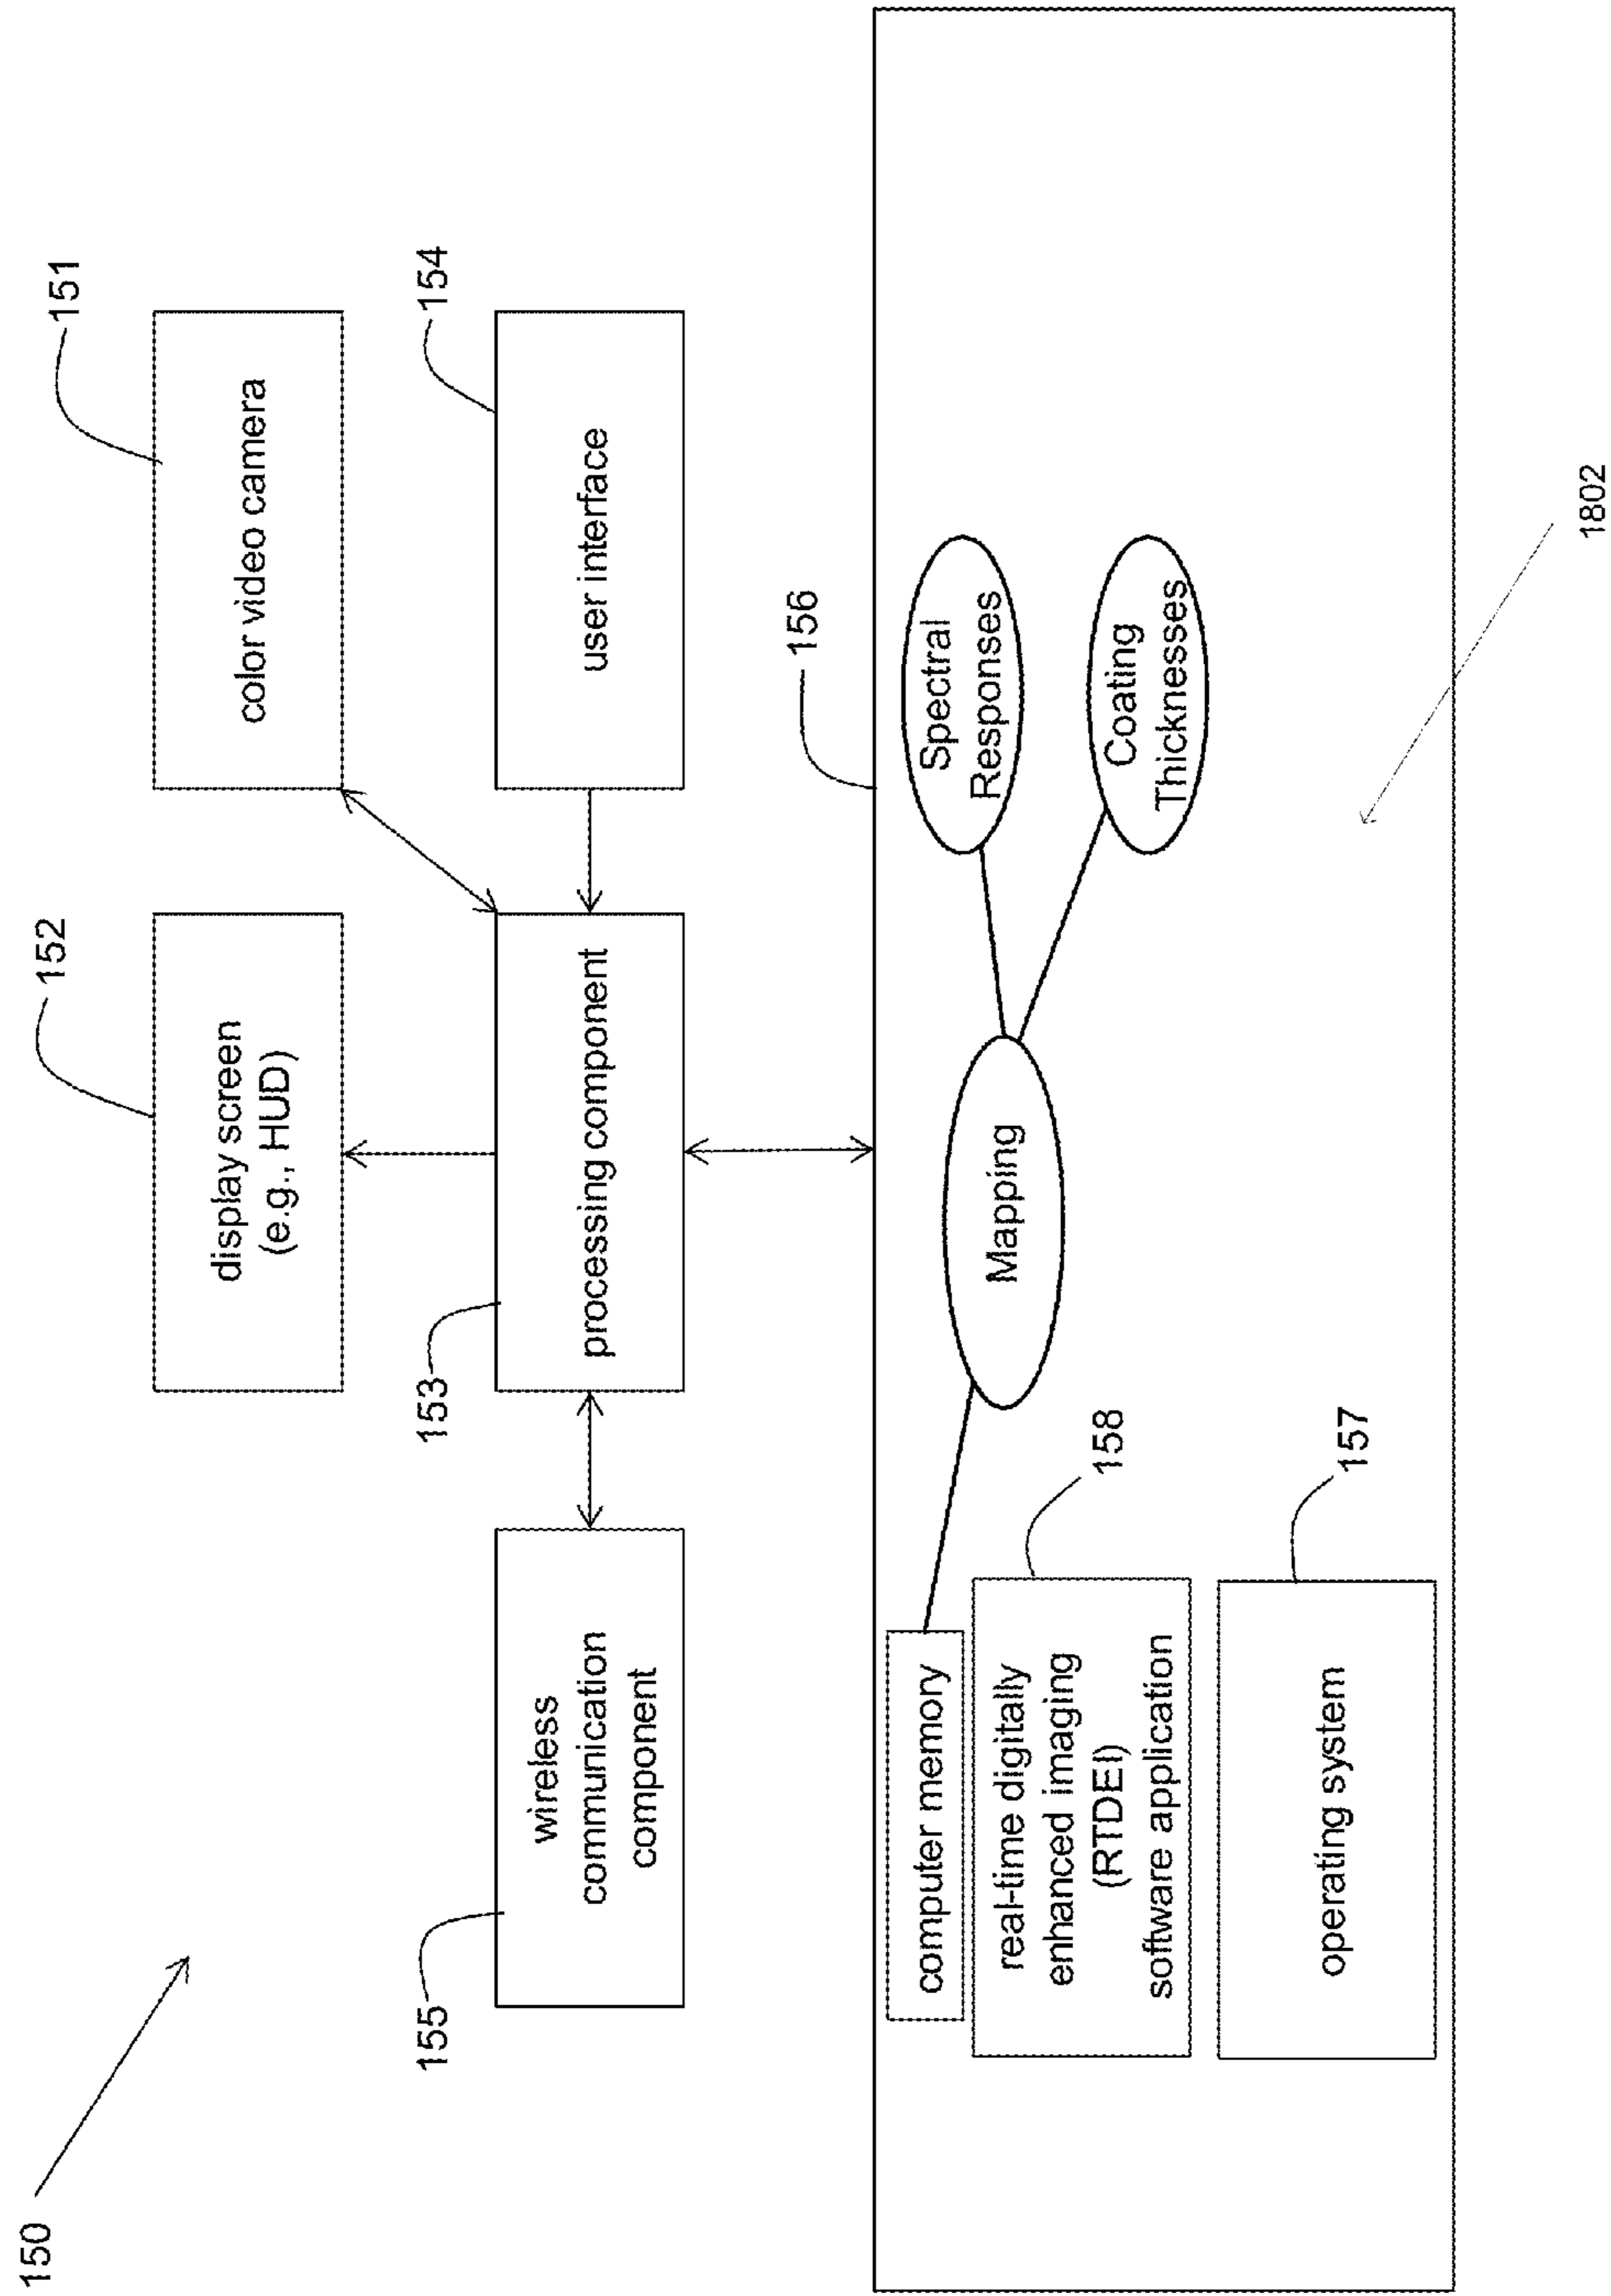 150
152
151
display screen
(e.g., HUD)
color video camera
155
153
154
wireless
communication
component
processing component
user interface
156
computer memory
real-time digitally
enhanced imaging
(RTDEI)
software application
158
operating system
157
Mapping
Spectral
Responses
Coating
Thicknesses
1802